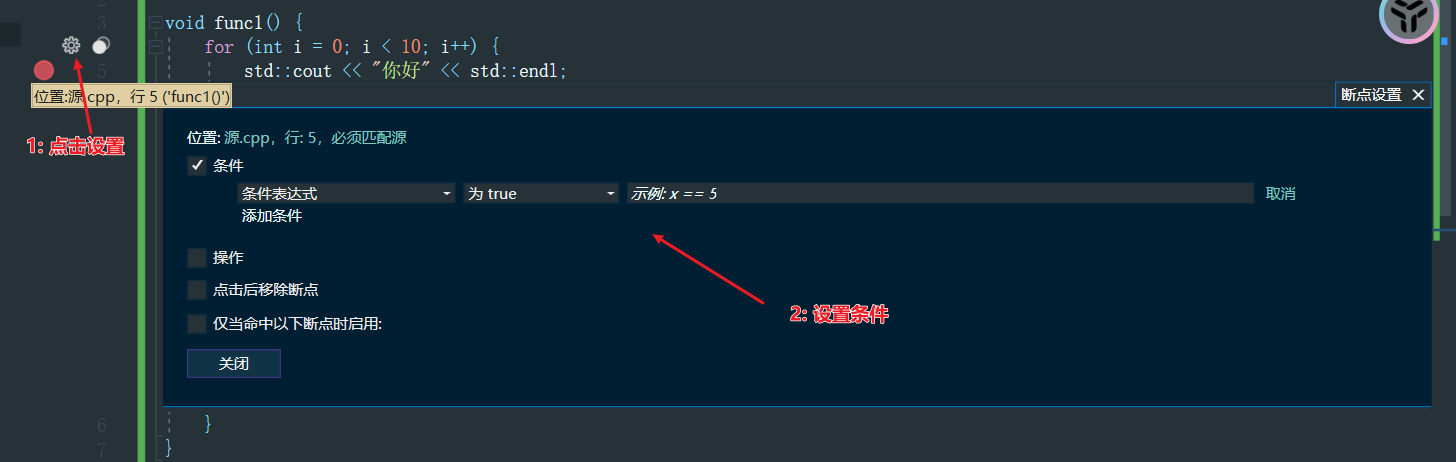 3
void func1() {
for (int i = 0; i < 10; i++) {
5
std::cout << "你好" << std::endl;
位置:源.cpp，行 5 ('func1()')
断点设置
1: 点击设置
位置: 源.cpp，行: 5，必须匹配源
条件
条件表达式
为 true
示例: x == 5
取消
添加条件
操作
点击后移除断点
2: 设置条件
仅当命中以下断点时启用:
关闭
6
}
7
}